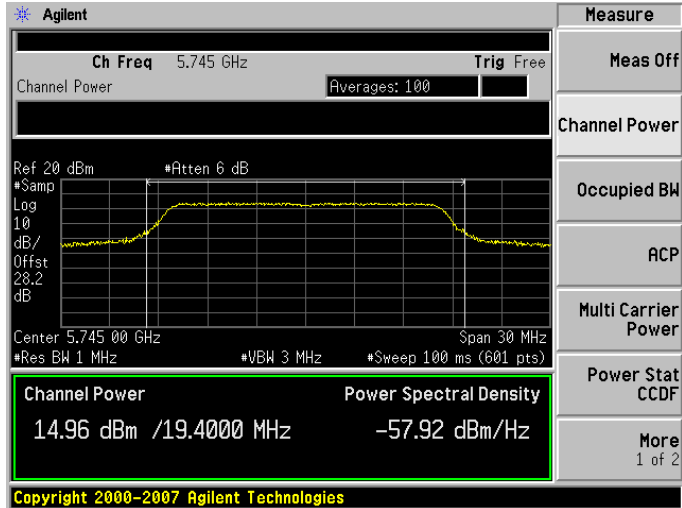 Agilent
Measure
Ch Freq 5.745 GHz Trig Free
Channel Power Averages: 100
Ref 20 dBm #Atten 6 dB
#Samp
Log
10
dB/
Offst
28.2
dB
Center 5.745 00 GHz Span 30 MHz
#Res BW 1 MHz #VBW 3 MHz #Sweep 100 ms (601 pts)
Channel Power Power Spectral Density
14.96 dBm /19.4000 MHz -57.92 dBm/Hz
Copyright 2000-2007 Agilent Technologies
Meas Off
Channel Power
Occupied BW
ACP
Multi Carrier
Power
Power Stat
CCDF
More
1 of 2